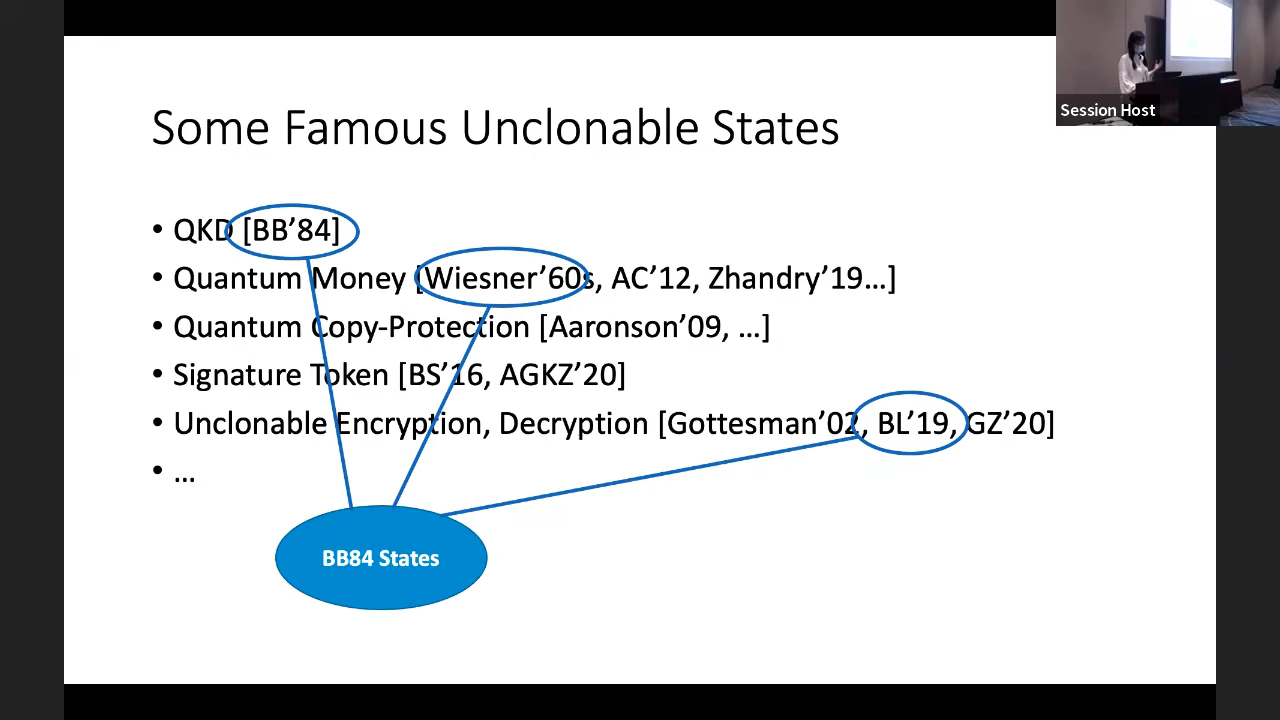 Session Host
Some Famous Unclonable States
• QKD [BB’84]
• Quantum Money [Wiesner’60s, AC’12, Zhandry’19…]
• Quantum Copy-Protection [Aaronson’09, …]
• Signature Token [BS’16, AGKZ’20]
• Unclonable Encryption, Decryption [Gottesman’02, BL’19, GZ’20]
• …
BB84 States